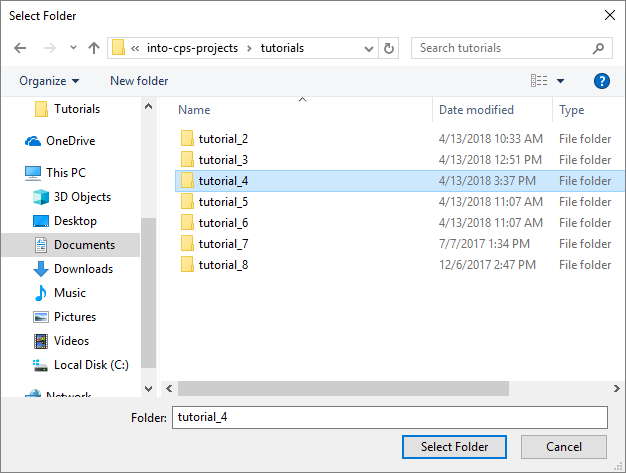 Select Folder
« into-cps-projects › tutorials
Search tutorials
Organize
New folder
?
Tutorials
OneDrive
This PC
3D Objects
Desktop
Documents
Downloads
Music
Pictures
Videos
Local Disk (C:)
Network
Name Date modified Type
tutorial_2 4/13/2018 10:33 AM File folder
tutorial_3 4/13/2018 12:51 PM File folder
tutorial_4 4/13/2018 3:37 PM File folder
tutorial_5 4/13/2018 11:07 AM File folder
tutorial_6 4/13/2018 11:07 AM File folder
tutorial_7 7/7/2017 1:34 PM File folder
tutorial_8 12/6/2017 2:47 PM File folder
Folder: tutorial_4
Select Folder
Cancel